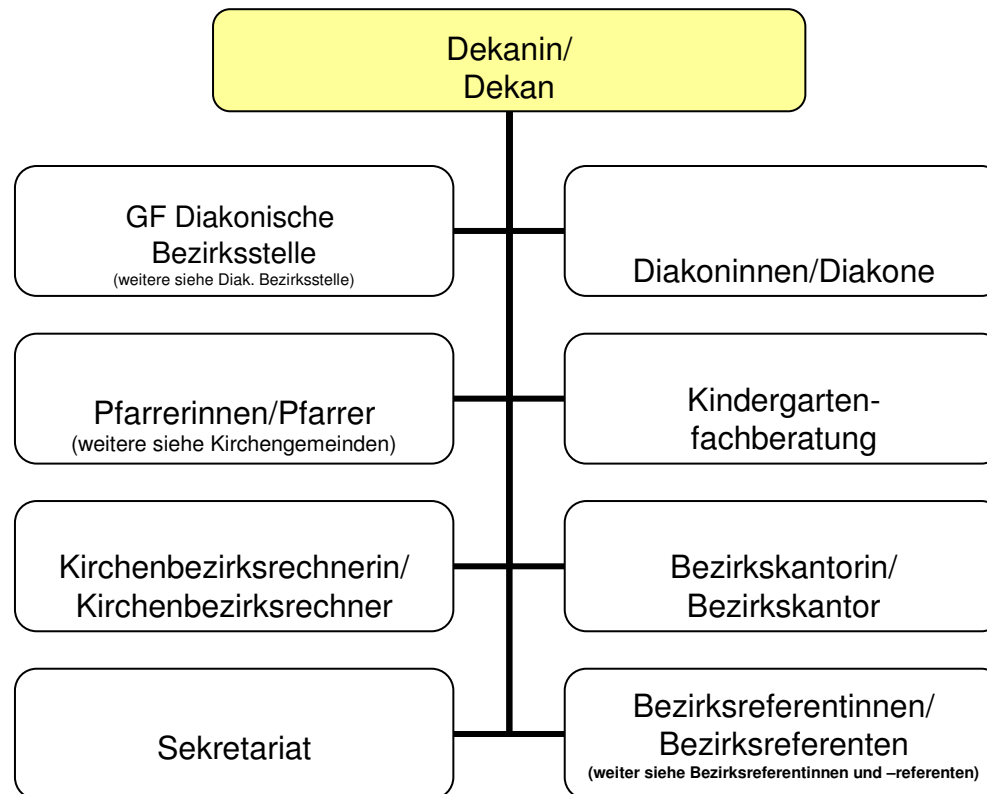 Dekanin/
Dekan
GF Diakonische
Bezirksstelle
(weitere siehe Diak. Bezirksstelle)
Diakoninnen/Diakone
Pfarrerinnen/Pfarrer
(weitere siehe Kirchengemeinden)
Kindergarten-
fachberatung
Kirchenbezirksrechnerin/
Kirchenbezirksrechner
Bezirkskantorin/
Bezirkskantor
Sekretariat
Bezirksreferentinnen/
Bezirksreferenten
(weiter siehe Bezirksreferentinnen und –referenten)